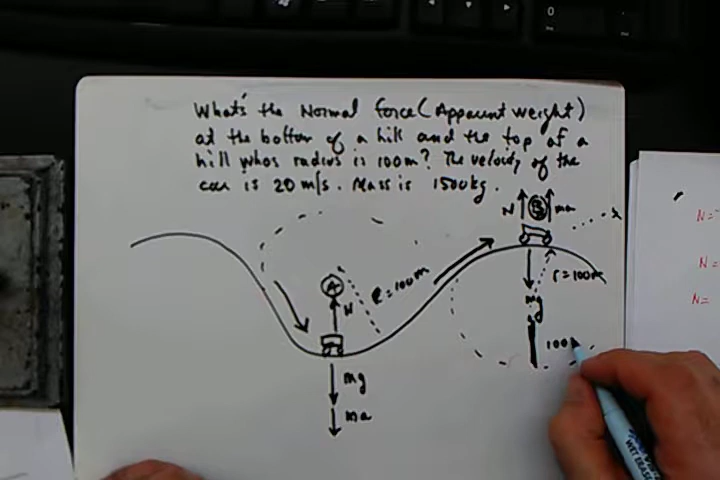 What's the Normal force (Apparent weight)
at the bottom of a hill and the top of a
hill whos radius is 100m? The velocity of the
car is 20 m/s. Mass is 1500kg.
N
B
ma
A
N
R=100m
r=100m
mg
100
mg
ma
N=
N=
N=